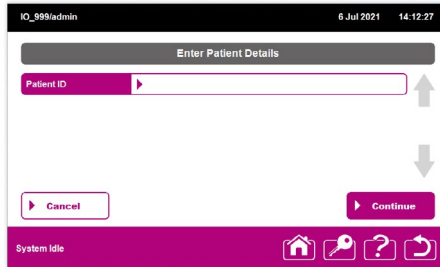 IO_999/admin 6 Jul 2021 14:12:27
Enter Patient Details
Patient ID
Cancel Continue
System Idle ?